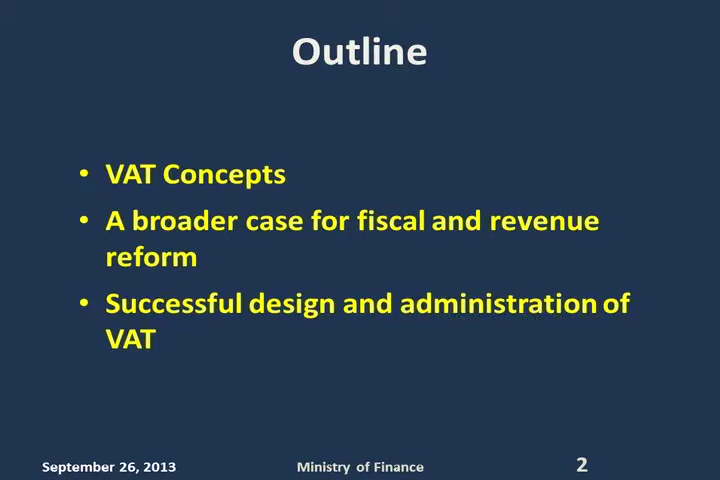 Outline
• VAT Concepts
• A broader case for fiscal and revenue
reform
• Successful design and administration of
VAT
September 26, 2013 Ministry of Finance 2